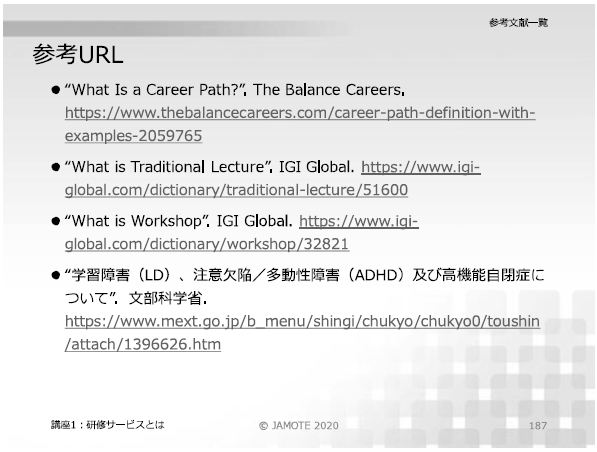 参考文献一覧
参考URL
● “What Is a Career Path?”. The Balance Careers.
https://www.thebalancecareers.com/career-path-definition-with-
examples-2059765
● “What is Traditional Lecture”. IGI Global. https://www.igi-
global.com/dictionary/traditional-lecture/51600
● “What is Workshop”. IGI Global. https://www.igi-
global.com/dictionary/workshop/32821
● “学習障害（LD）、注意欠陥／多動性障害（ADHD）及び高機能自閉症に
ついて”. 文部科学省.
https://www.mext.go.jp/b_menu/shingi/chukyo/chukyo0/toushin
/attach/1396626.htm
講座1：研修サービスとは © JAMOTE 2020 187